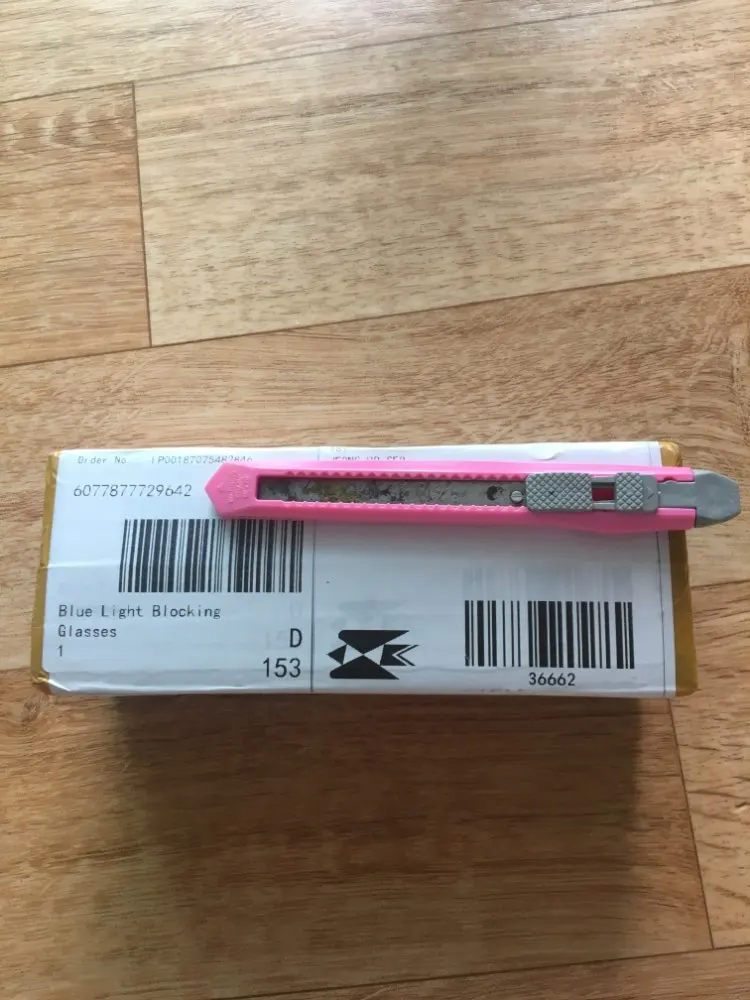 Order No
6077877729642
Blue Light Blocking
Glasses
1
D
153
36662